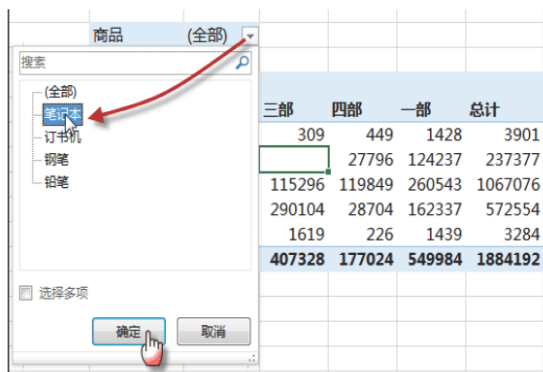 商品 (全部)
搜索
(全部)
笔记本
订书机
钢笔
铅笔
选择多项
确定 取消
三部 四部 一部 总计
309 449 1428 3901
27796 124237 237377
115296 119849 260543 1067076
290104 28704 162337 572554
1619 226 1439 3284
407328 177024 549984 1884192